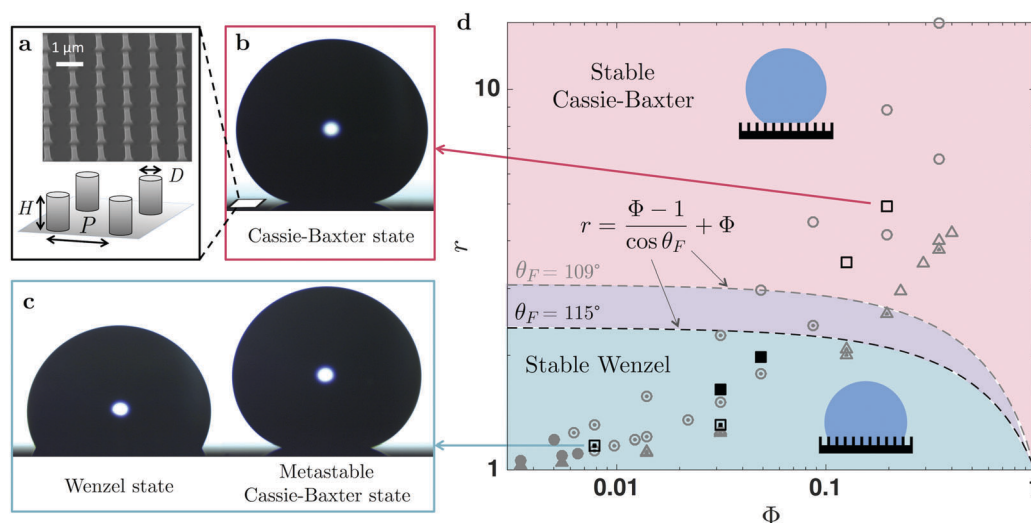 a
1 µm
H
P
D
b
Cassie-Baxter state
c
Wenzel state
Metastable
Cassie-Baxter state
d
10
r
1
Stable
Cassie-Baxter
r = (Φ − 1) / cos θ_F + Φ
θ_F = 109°
θ_F = 115°
Stable Wenzel
0.01
0.1
1
Φ